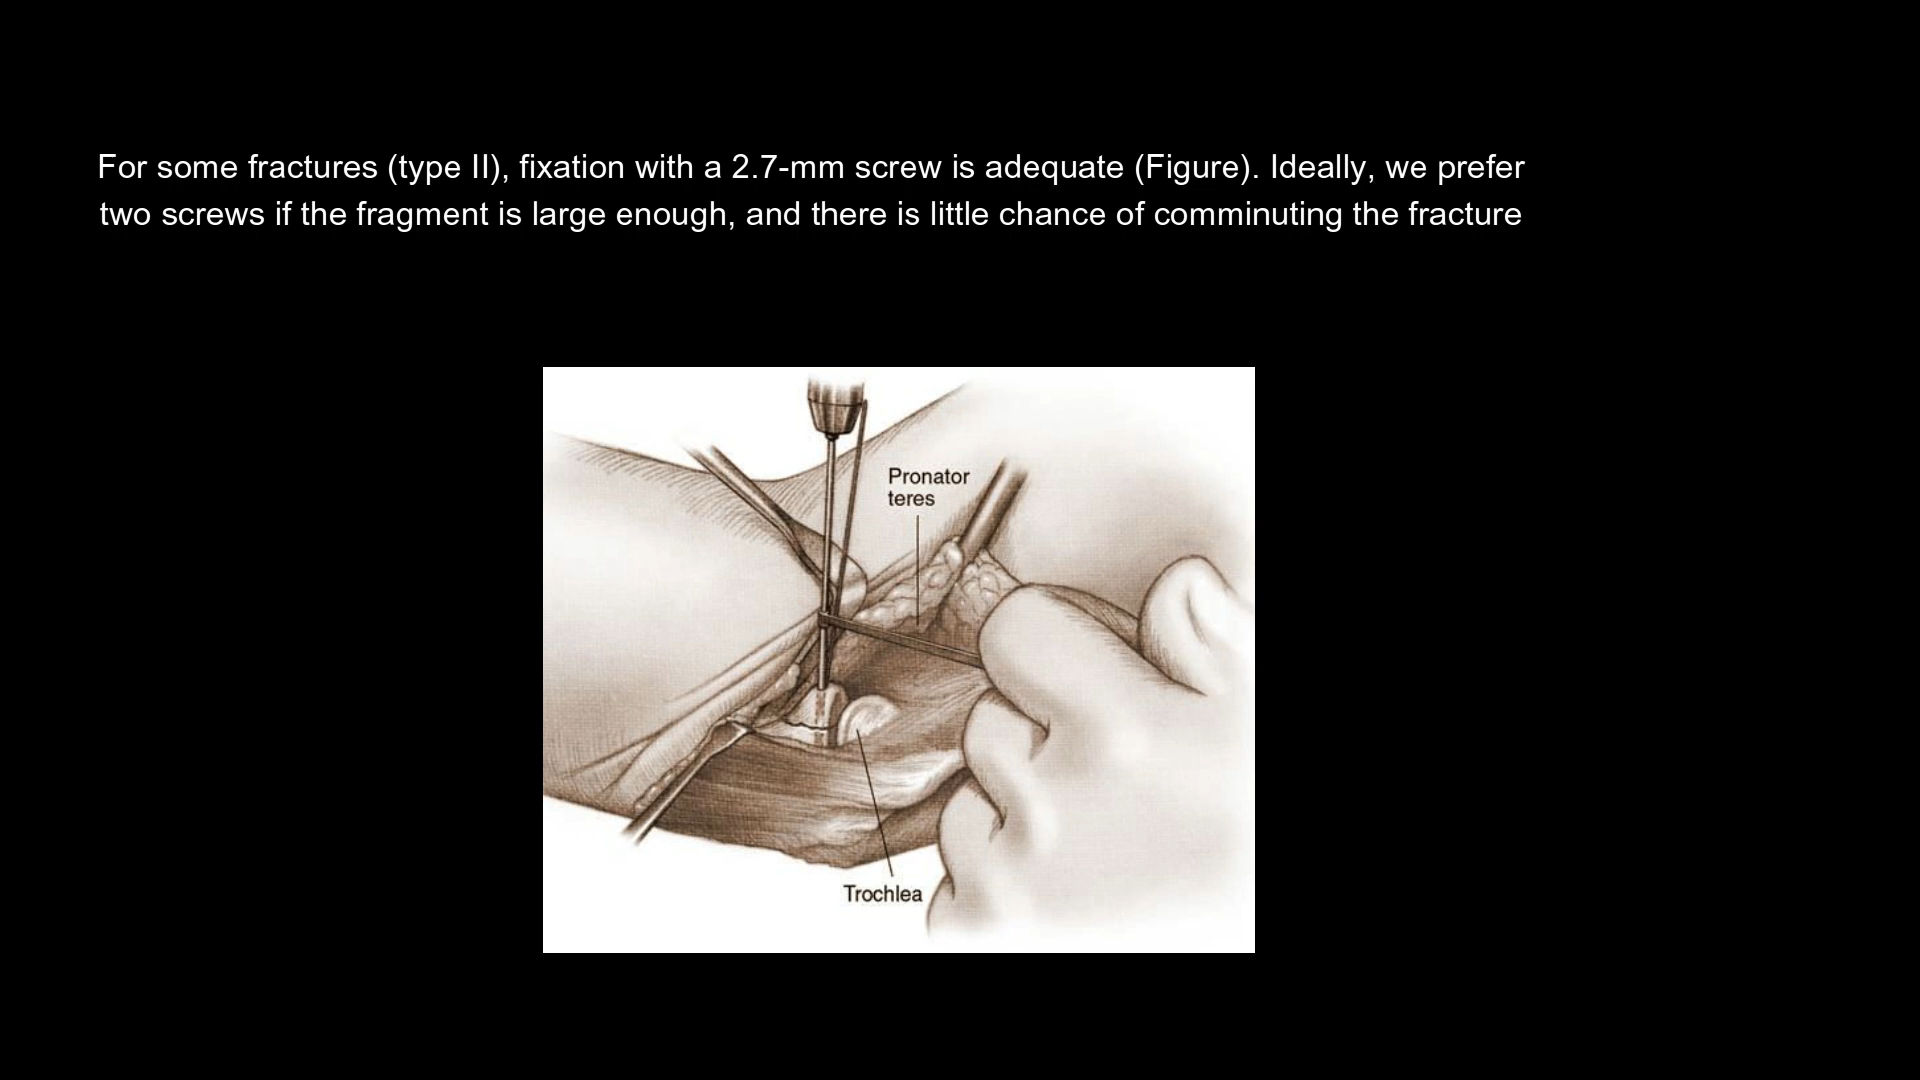 For some fractures (type II), fixation with a 2.7-mm screw is adequate (Figure). Ideally, we prefer
two screws if the fragment is large enough, and there is little chance of comminuting the fracture
Pronator
teres
Trochlea